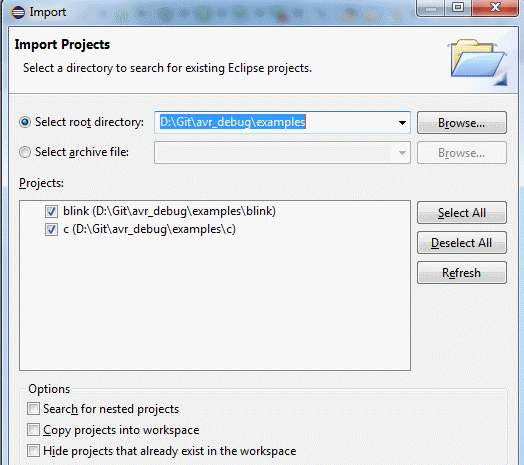 Import
Import Projects
Select a directory to search for existing Eclipse projects.
Select root directory: D:\Git\avr_debug\examples Browse...
Select archive file: Browse...
Projects:
blink (D:\Git\avr_debug\examples\blink)
c (D:\Git\avr_debug\examples\c)
Select All
Deselect All
Refresh
Options
Search for nested projects
Copy projects into workspace
Hide projects that already exist in the workspace